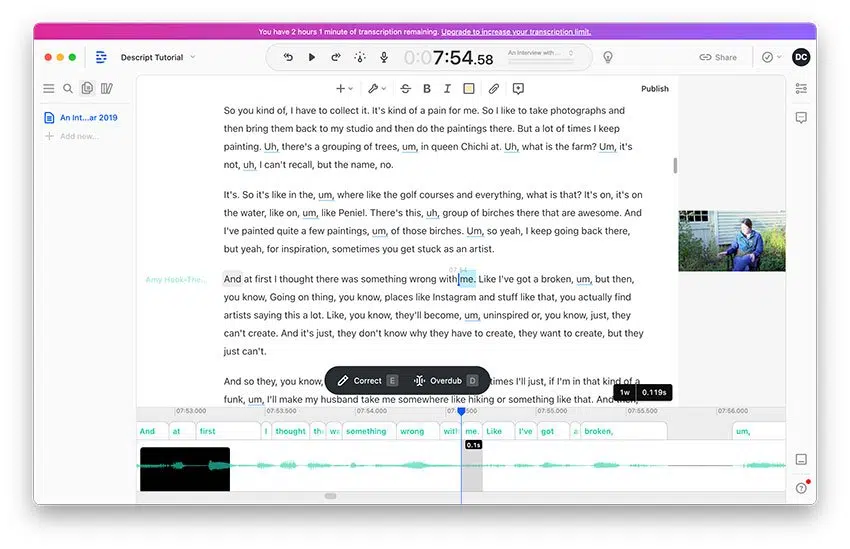 You have 2 hours 1 minute of transcription remaining. Upgrade to increase your transcription limit.
Descript Tutorial
00:07:54.58
An Interview with...
Share
DC
Publish
An Int...ar 2019
Add new...
So you kind of, I have to collect it. It's kind of a pain for me. So I like to take photographs and
then bring them back to my studio and then do the paintings there. But a lot of times I keep
painting. Uh, there's a grouping of trees, um, in queen Chichi at. Uh, what is the farm? Um, it's
not, uh, I can't recall, but the name, no.
It's. So it's like in the, um, where like the golf courses and everything, what is that? It's on, it's on
the water, like on, um, like Peniel. There's this, uh, group of birches there that are awesome. And
I've painted quite a few paintings, um, of those birches. Um, so yeah, I keep going back there,
but yeah, for inspiration, sometimes you get stuck as an artist.
07:54
Amy Hook-The...
And at first I thought there was something wrong with me. Like I've got a broken, um, but then,
you know, Going on thing, you know, places like Instagram and stuff like that, you actually find
artists saying this a lot. Like, you know, they'll become, um, uninspired or, you know, just, they
can't create. And it's just, they don't know why they have to create, they want to create, but they
just can't.
And so they, you know, times I'll just, if I'm in that kind of a
Correct E Overdub D
1w 0.119s
funk, um, I'll make my husband take me somewhere like hiking or something like that. And then,
07:53.000 07:53.500 07:54.000 07:55.000 07:55.500 07:56.000
And at first I thought something wrong with me. Like I've got a broken, um,
0.1s